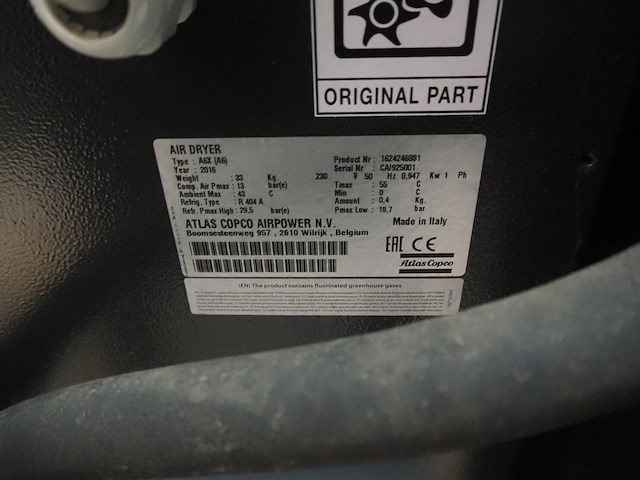 ORIGINAL PART
AIR DRYER
Type : A6X (A6) Product Nr : 1624246881
Year : 2016 Serial Nr : CAI925001
Weight : 33 Kg. 230 V 50 Hz 0,947 Kw 1 Ph
Comp. Air Pmax : 13 bar(e) Tmax : 55 C
Ambient Max : 43 C Min : 0 C
Refrig. Type : R 404 A Amount : 0,4 Kg.
Refr. Pmax High : 29,5 bar(e) Pmax Low : 18,7 bar
ATLAS COPCO AIRPOWER N.V. Made in Italy
Boomsesteenweg 957 , 2610 Wilrijk , Belgium
EAC CE
Atlas Copco
(EN) The product contains fluorinated greenhouse gases